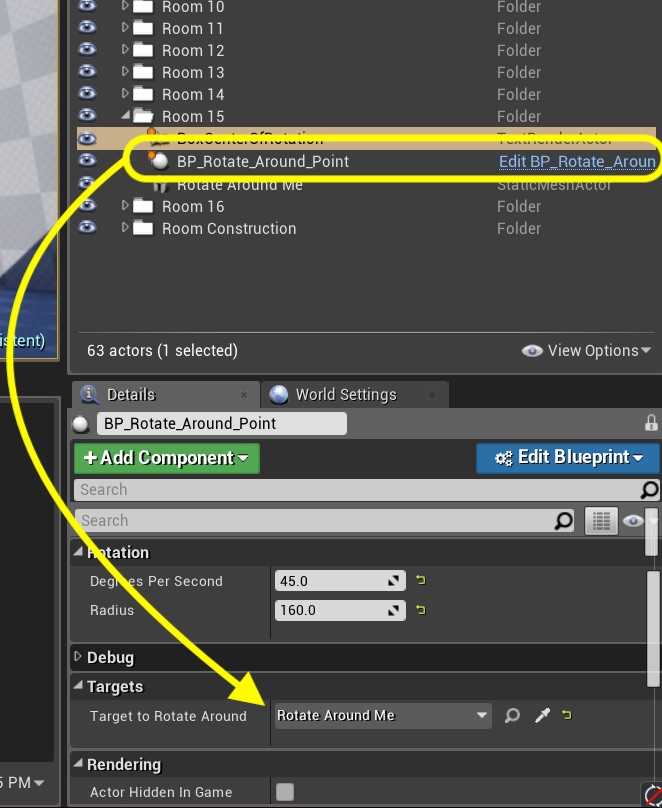 Room 10 Folder
Room 11 Folder
Room 12 Folder
Room 13 Folder
Room 14 Folder
Room 15 Folder
BoxCenterOfRotation TextRenderActor
BP_Rotate_Around_Point Edit BP_Rotate_Aroun
Rotate Around Me StaticMeshActor
Room 16 Folder
Room Construction Folder
istent)
63 actors (1 selected) View Options
Details × World Settings
BP_Rotate_Around_Point
+Add Component Edit Blueprint
Search
Search
Rotation
Degrees Per Second 45.0
Radius 160.0
Debug
Targets
Target to Rotate Around Rotate Around Me
Rendering
5 PM
Actor Hidden In Game